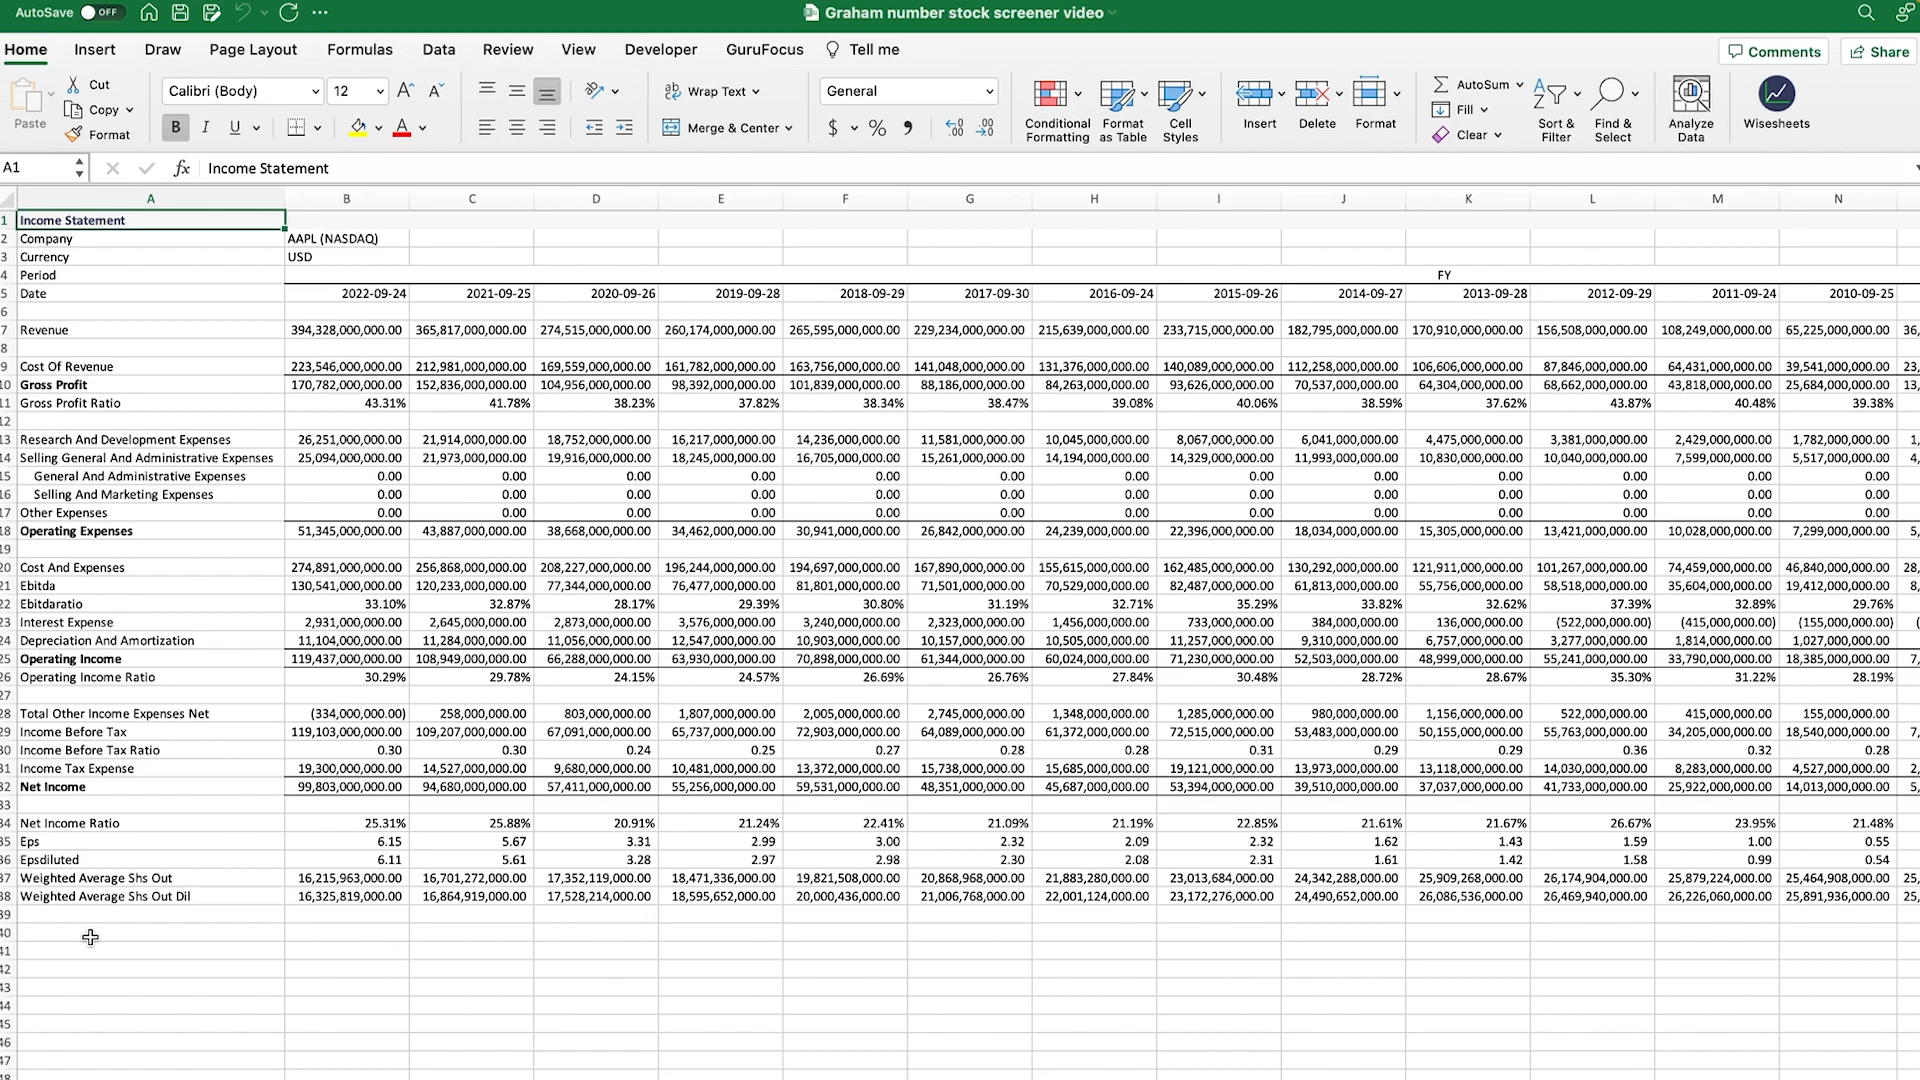 AutoSave OFF Graham number stock screener video
Home Insert Draw Page Layout Formulas Data Review View Developer GuruFocus Tell me Comments Share
Paste Cut Copy Format
Calibri (Body) 12 B I U
Wrap Text Merge & Center
General $ %
Conditional Formatting Format as Table Cell Styles
Insert Delete Format
AutoSum Fill Clear
Sort & Filter Find & Select Analyze Data Wisesheets
A1 fx Income Statement
A B C D E F G H I J K L M N
1 Income Statement
2 Company AAPL (NASDAQ)
3 Currency USD
4 Period FY
5 Date 2022-09-24 2021-09-25 2020-09-26 2019-09-28 2018-09-29 2017-09-30 2016-09-24 2015-09-26 2014-09-27 2013-09-28 2012-09-29 2011-09-24 2010-09-25
6
7 Revenue 394,328,000,000.00 365,817,000,000.00 274,515,000,000.00 260,174,000,000.00 265,595,000,000.00 229,234,000,000.00 215,639,000,000.00 233,715,000,000.00 182,795,000,000.00 170,910,000,000.00 156,508,000,000.00 108,249,000,000.00 65,225,000,000.00 36,
8
9 Cost Of Revenue 223,546,000,000.00 212,981,000,000.00 169,559,000,000.00 161,782,000,000.00 163,756,000,000.00 141,048,000,000.00 131,376,000,000.00 140,089,000,000.00 112,258,000,000.00 106,606,000,000.00 87,846,000,000.00 64,431,000,000.00 39,541,000,000.00 23,
10 Gross Profit 170,782,000,000.00 152,836,000,000.00 104,956,000,000.00 98,392,000,000.00 101,839,000,000.00 88,186,000,000.00 84,263,000,000.00 93,626,000,000.00 70,537,000,000.00 64,304,000,000.00 68,662,000,000.00 43,818,000,000.00 25,684,000,000.00 13,
11 Gross Profit Ratio 43.31% 41.78% 38.23% 37.82% 38.34% 38.47% 39.08% 40.06% 38.59% 37.62% 43.87% 40.48% 39.38%
12
13 Research And Development Expenses 26,251,000,000.00 21,914,000,000.00 18,752,000,000.00 16,217,000,000.00 14,236,000,000.00 11,581,000,000.00 10,045,000,000.00 8,067,000,000.00 6,041,000,000.00 4,475,000,000.00 3,381,000,000.00 2,429,000,000.00 1,782,000,000.00 1,
14 Selling General And Administrative Expenses 25,094,000,000.00 21,973,000,000.00 19,916,000,000.00 18,245,000,000.00 16,705,000,000.00 15,261,000,000.00 14,194,000,000.00 14,329,000,000.00 11,993,000,000.00 10,830,000,000.00 10,040,000,000.00 7,599,000,000.00 5,517,000,000.00 4,
15 General And Administrative Expenses 0.00 0.00 0.00 0.00 0.00 0.00 0.00 0.00 0.00 0.00 0.00 0.00 0.00
16 Selling And Marketing Expenses 0.00 0.00 0.00 0.00 0.00 0.00 0.00 0.00 0.00 0.00 0.00 0.00 0.00
17 Other Expenses 0.00 0.00 0.00 0.00 0.00 0.00 0.00 0.00 0.00 0.00 0.00 0.00 0.00
18 Operating Expenses 51,345,000,000.00 43,887,000,000.00 38,668,000,000.00 34,462,000,000.00 30,941,000,000.00 26,842,000,000.00 24,239,000,000.00 22,396,000,000.00 18,034,000,000.00 15,305,000,000.00 13,421,000,000.00 10,028,000,000.00 7,299,000,000.00 5,
19
20 Cost And Expenses 274,891,000,000.00 256,868,000,000.00 208,227,000,000.00 196,244,000,000.00 194,697,000,000.00 167,890,000,000.00 155,615,000,000.00 162,485,000,000.00 130,292,000,000.00 121,911,000,000.00 101,267,000,000.00 74,459,000,000.00 46,840,000,000.00 28,
21 Ebitda 130,541,000,000.00 120,233,000,000.00 77,344,000,000.00 76,477,000,000.00 81,801,000,000.00 71,501,000,000.00 70,529,000,000.00 82,487,000,000.00 61,813,000,000.00 55,756,000,000.00 58,518,000,000.00 35,604,000,000.00 19,412,000,000.00 8,
22 Ebitdaratio 33.10% 32.87% 28.17% 29.39% 30.80% 31.19% 32.71% 35.29% 33.82% 32.62% 37.39% 32.89% 29.76%
23 Interest Expense 2,931,000,000.00 2,645,000,000.00 2,873,000,000.00 3,576,000,000.00 3,240,000,000.00 2,323,000,000.00 1,456,000,000.00 733,000,000.00 384,000,000.00 136,000,000.00 (522,000,000.00) (415,000,000.00) (155,000,000.00) (
24 Depreciation And Amortization 11,104,000,000.00 11,284,000,000.00 11,056,000,000.00 12,547,000,000.00 10,903,000,000.00 10,157,000,000.00 10,505,000,000.00 11,257,000,000.00 9,310,000,000.00 6,757,000,000.00 3,277,000,000.00 1,814,000,000.00 1,027,000,000.00
25 Operating Income 119,437,000,000.00 108,949,000,000.00 66,288,000,000.00 63,930,000,000.00 70,898,000,000.00 61,344,000,000.00 60,024,000,000.00 71,230,000,000.00 52,503,000,000.00 48,999,000,000.00 55,241,000,000.00 33,790,000,000.00 18,385,000,000.00 7,
26 Operating Income Ratio 30.29% 29.78% 24.15% 24.57% 26.69% 26.76% 27.84% 30.48% 28.72% 28.67% 35.30% 31.22% 28.19%
27
28 Total Other Income Expenses Net (334,000,000.00) 258,000,000.00 803,000,000.00 1,807,000,000.00 2,005,000,000.00 2,745,000,000.00 1,348,000,000.00 1,285,000,000.00 980,000,000.00 1,156,000,000.00 522,000,000.00 415,000,000.00 155,000,000.00
29 Income Before Tax 119,103,000,000.00 109,207,000,000.00 67,091,000,000.00 65,737,000,000.00 72,903,000,000.00 64,089,000,000.00 61,372,000,000.00 72,515,000,000.00 53,483,000,000.00 50,155,000,000.00 55,763,000,000.00 34,205,000,000.00 18,540,000,000.00 7,
30 Income Before Tax Ratio 0.30 0.30 0.24 0.25 0.27 0.28 0.28 0.31 0.29 0.29 0.36 0.32 0.28
31 Income Tax Expense 19,300,000,000.00 14,527,000,000.00 9,680,000,000.00 10,481,000,000.00 13,372,000,000.00 15,738,000,000.00 15,685,000,000.00 19,121,000,000.00 13,973,000,000.00 13,118,000,000.00 14,030,000,000.00 8,283,000,000.00 4,527,000,000.00 2,
32 Net Income 99,803,000,000.00 94,680,000,000.00 57,411,000,000.00 55,256,000,000.00 59,531,000,000.00 48,351,000,000.00 45,687,000,000.00 53,394,000,000.00 39,510,000,000.00 37,037,000,000.00 41,733,000,000.00 25,922,000,000.00 14,013,000,000.00 5,
33
34 Net Income Ratio 25.31% 25.88% 20.91% 21.24% 22.41% 21.09% 21.19% 22.85% 21.61% 21.67% 26.67% 23.95% 21.48%
35 Eps 6.15 5.67 3.31 2.99 3.00 2.32 2.09 2.32 1.62 1.43 1.59 1.00 0.55
36 Epsdiluted 6.11 5.61 3.28 2.97 2.98 2.30 2.08 2.31 1.61 1.42 1.58 0.99 0.54
37 Weighted Average Shs Out 16,215,963,000.00 16,701,272,000.00 17,352,119,000.00 18,471,336,000.00 19,821,508,000.00 20,868,968,000.00 21,883,280,000.00 23,013,684,000.00 24,342,288,000.00 25,909,268,000.00 26,174,904,000.00 25,879,224,000.00 25,464,908,000.00 25,
38 Weighted Average Shs Out Dil 16,325,819,000.00 16,864,919,000.00 17,528,214,000.00 18,595,652,000.00 20,000,436,000.00 21,006,768,000.00 22,001,124,000.00 23,172,276,000.00 24,490,652,000.00 26,086,536,000.00 26,469,940,000.00 26,226,060,000.00 25,891,936,000.00 25,
39
40
41
42
43
44
45
46
47
48